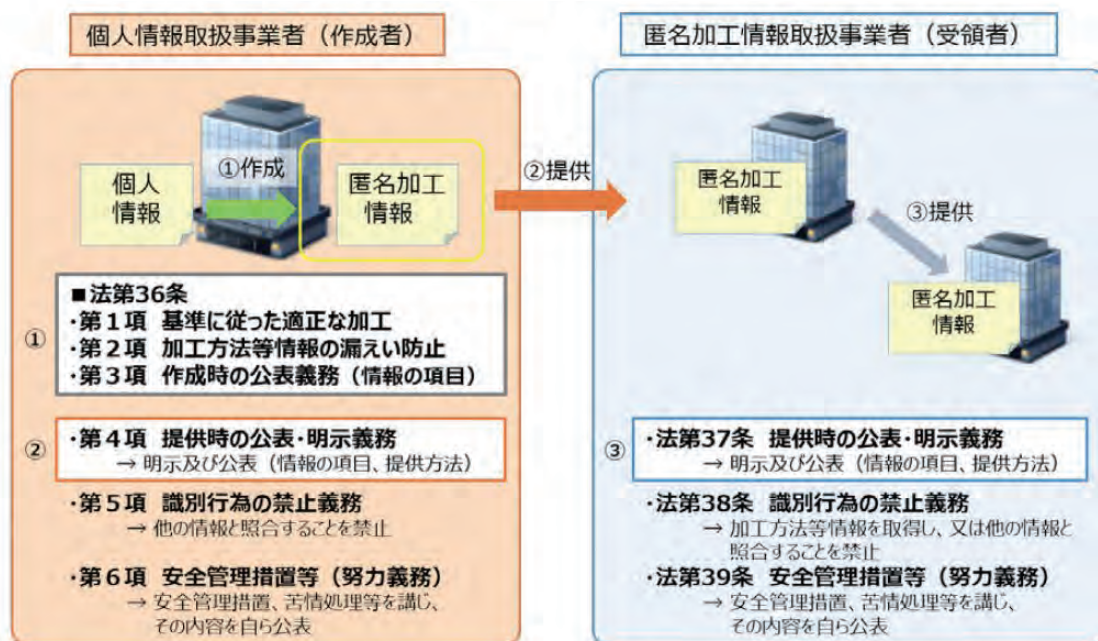 個人情報取扱事業者（作成者）
個人
情報
①作成
匿名加工
情報
②提供
■法第36条
①
・第1項 基準に従った適正な加工
・第2項 加工方法等情報の漏えい防止
・第3項 作成時の公表義務（情報の項目）
②
・第4項 提供時の公表・明示義務
→ 明示及び公表（情報の項目、提供方法）
・第5項 識別行為の禁止義務
→ 他の情報と照合することを禁止
・第6項 安全管理措置等（努力義務）
→ 安全管理措置、苦情処理等を講じ、
その内容を自ら公表
匿名加工情報取扱事業者（受領者）
匿名加工
情報
③提供
匿名加工
情報
③
・法第37条 提供時の公表・明示義務
→ 明示及び公表（情報の項目、提供方法）
・法第38条 識別行為の禁止義務
→ 加工方法等情報を取得し、又は他の情報と
照合することを禁止
・法第39条 安全管理措置等（努力義務）
→ 安全管理措置、苦情処理等を講じ、
その内容を自ら公表